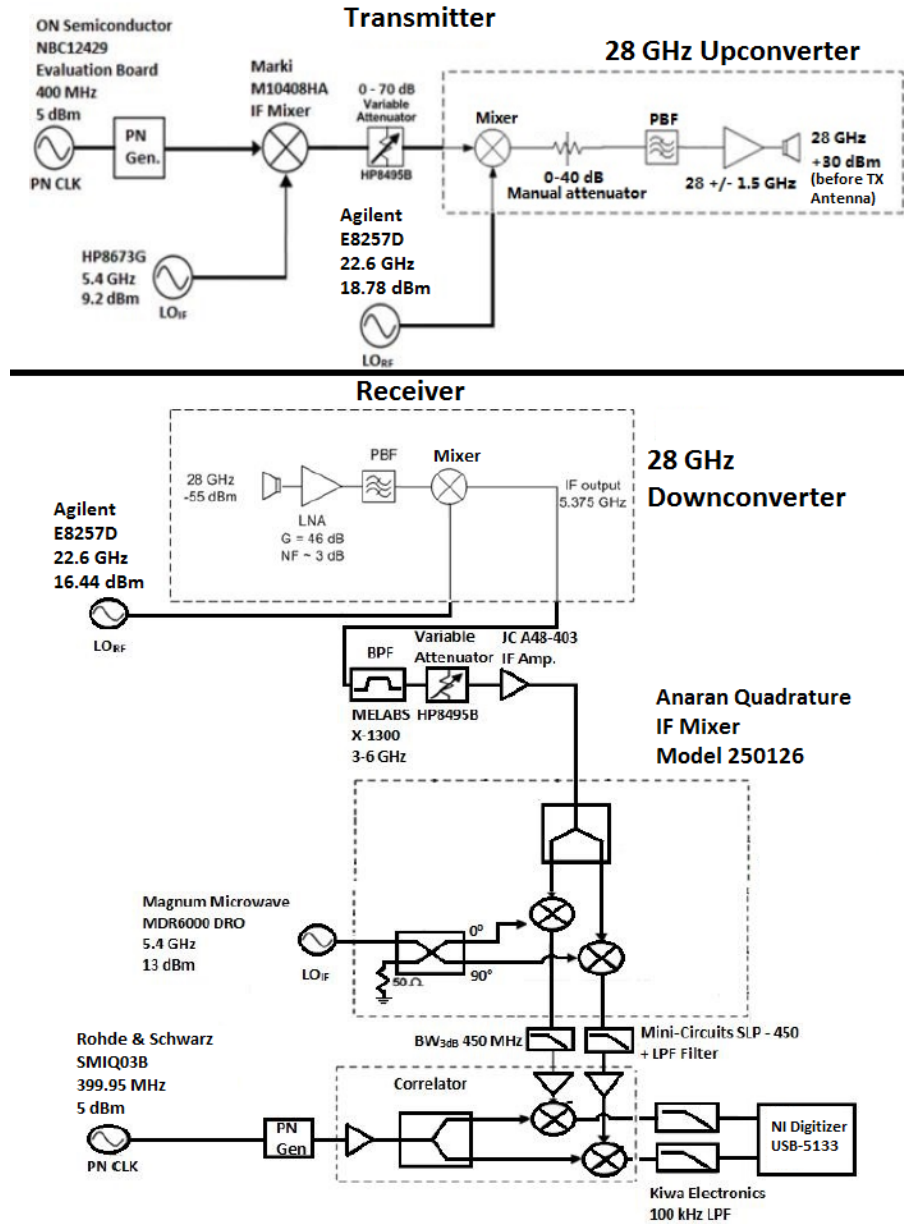 Transmitter
ON Semiconductor
NBC12429
Evaluation Board
400 MHz
5 dBm
PN CLK
PN
Gen.
Marki
M10408HA
IF Mixer
0 - 70 dB
Variable
Attenuator
HP8495B
HP8673G
5.4 GHz
9.2 dBm
LOIF
Agilent
E8257D
22.6 GHz
18.78 dBm
LORF
28 GHz Upconverter
Mixer
0-40 dB
Manual attenuator
PBF
28 +/- 1.5 GHz
28 GHz
+30 dBm
(before TX
Antenna)
Receiver
28 GHz
-55 dBm
LNA
G = 46 dB
NF ~ 3 dB
PBF
Mixer
IF output
5.375 GHz
28 GHz
Downconverter
Agilent
E8257D
22.6 GHz
16.44 dBm
LORF
BPF
MELABS
X-1300
3-6 GHz
Variable
Attenuator
HP8495B
JC A48-403
IF Amp.
Anaran Quadrature
IF Mixer
Model 250126
Magnum Microwave
MDR6000 DRO
5.4 GHz
13 dBm
LOIF
50 Ω
0°
90°
BW3dB 450 MHz
Mini-Circuits SLP - 450
+ LPF Filter
Rohde & Schwarz
SMIQ03B
399.95 MHz
5 dBm
PN CLK
PN
Gen
Correlator
NI Digitizer
USB-5133
Kiwa Electronics
100 kHz LPF